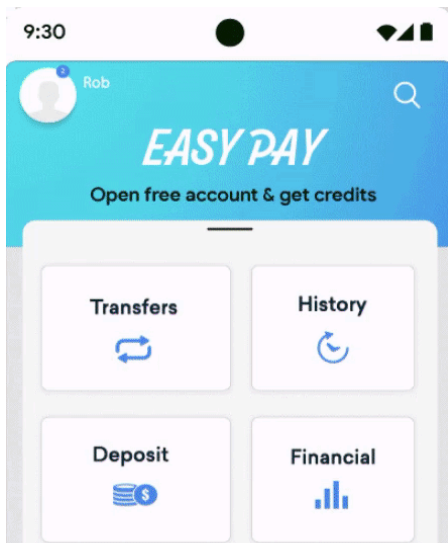 9:30
2
Rob
EASY PAY
Open free account & get credits
Transfers
History
Deposit
$
Financial